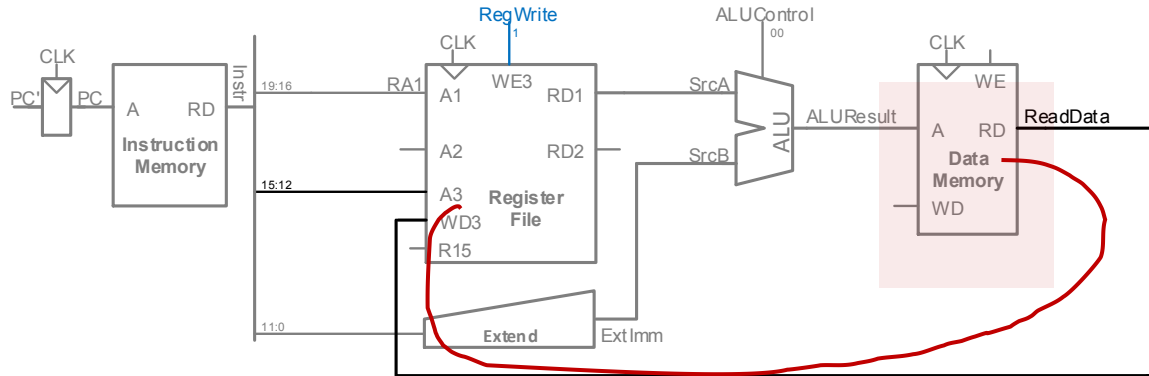 RegWrite
1
ALUControl
00
CLK
CLK
CLK
PC'
PC
A
RD
Instruction
Memory
Instr
19:16
RA1
A1
WE3
RD1
A2
RD2
15:12
A3
WD3
R15
Register
File
11:0
Extend
ExtImm
SrcA
SrcB
ALU
ALUResult
WE
A
RD
Data
Memory
WD
ReadData